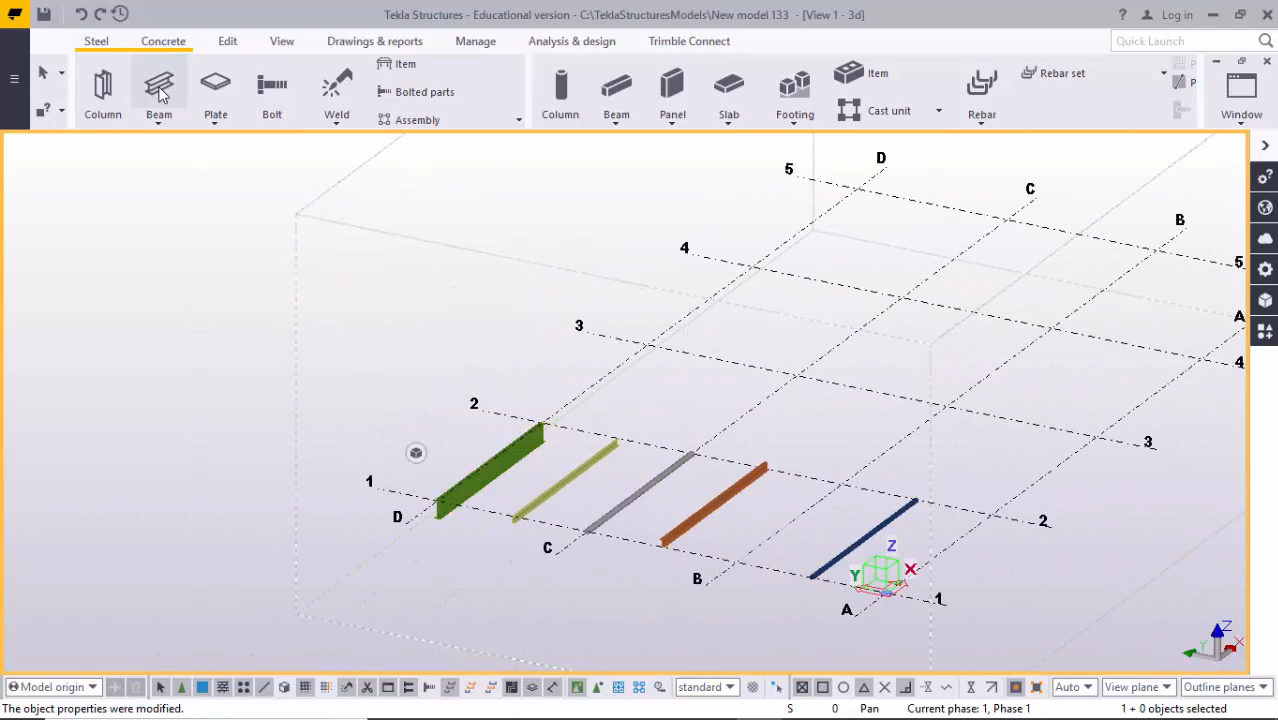 Tekla Structures - Educational version - C:\TeklaStructuresModels\New model 133 - [View 1 - 3d]
? Log in
Steel Concrete Edit View Drawings & reports Manage Analysis & design Trimble Connect Quick Launch
Item
Bolted parts
Assembly
Column Beam Plate Bolt Weld
Item
Cast unit
Rebar set
Column Beam Panel Slab Footing Rebar Window
5 D
C
B
4
5
A
3
4
2
3
1
D
2
C
Z
B
Y X
A 1
Z
Y X
Model origin standard Auto View plane Outline planes
The object properties were modified. S 0 Pan Current phase: 1, Phase 1 1 + 0 objects selected